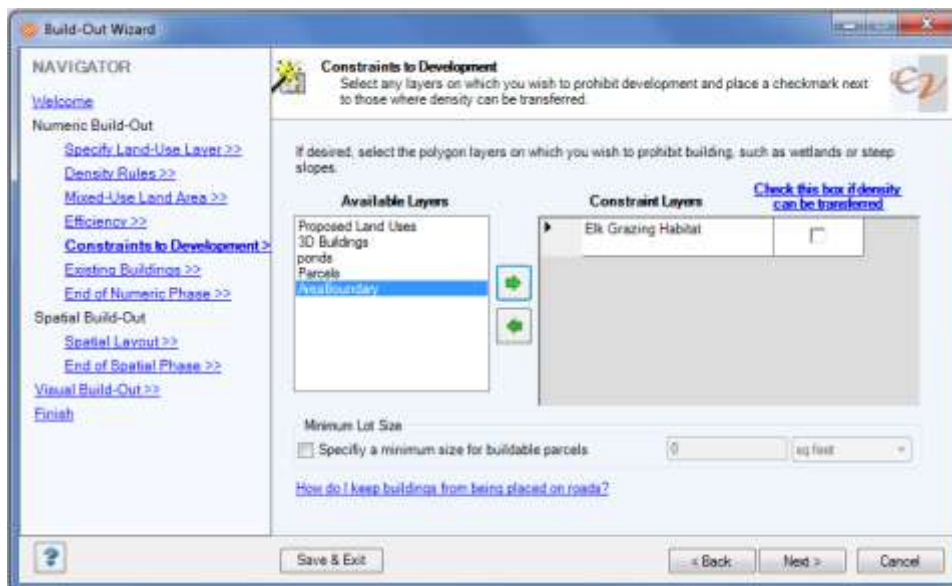 Build-Out Wizard
NAVIGATOR
Welcome
Numeric Build-Out
Specify Land-Use Layer >>
Density Rules >>
Mixed-Use Land Area >>
Efficiency >>
Constraints to Development >
Existing Buildings >>
End of Numeric Phase >>
Spatial Build-Out
Spatial Layout >>
End of Spatial Phase >>
Visual Build-Out >>
Finish
Constraints to Development
Select any layers on which you wish to prohibit development and place a checkmark next
to those where density can be transferred.
If desired, select the polygon layers on which you wish to prohibit building, such as wetlands or steep
slopes.
Available Layers
Proposed Land Uses
3D Buildings
ponds
Parcels
AreaBoundary
Constraint Layers
Check this box if density
can be transferred
Elk Grazing Habitat
Minimum Lot Size
Specifiy a minimum size for buildable parcels
0
sq feet
How do I keep buildings from being placed on roads?
?
Save & Exit
< Back
Next >
Cancel